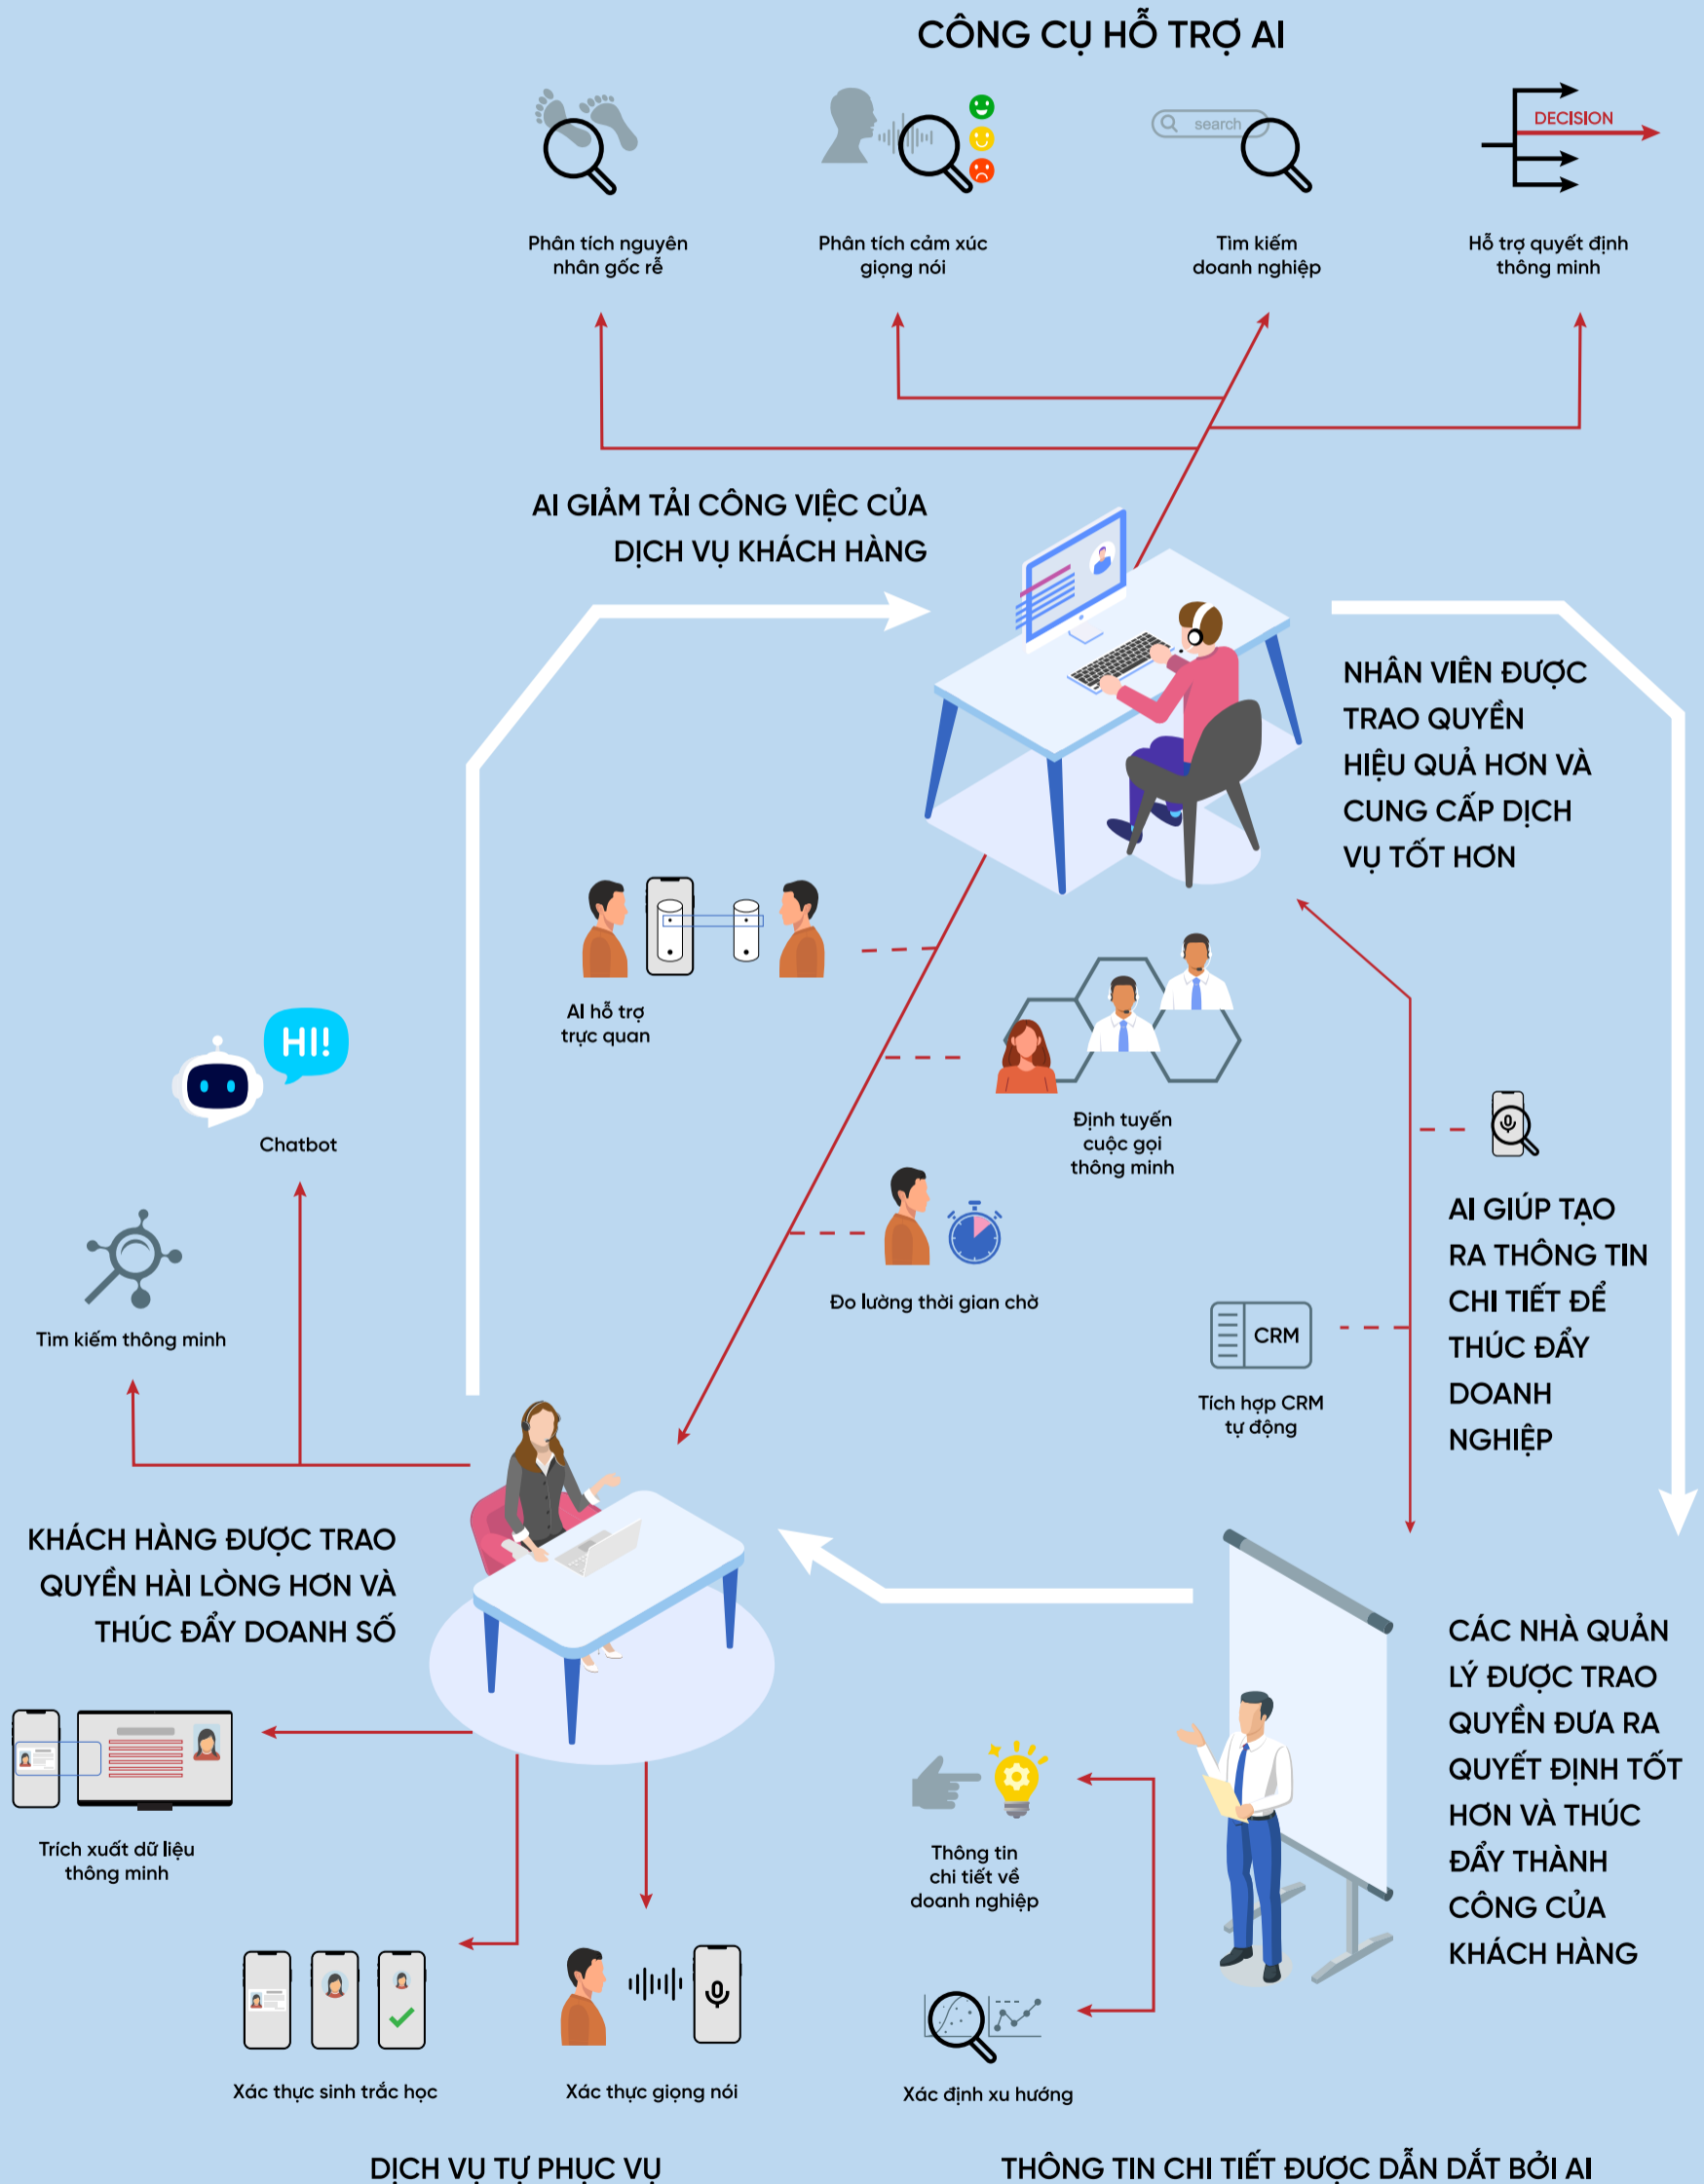 CÔNG CỤ HỖ TRỢ AI
search
DECISION
Phân tích nguyên
nhân gốc rễ
Phân tích cảm xúc
giọng nói
Tìm kiếm
doanh nghiệp
Hỗ trợ quyết định
thông minh
AI GIẢM TẢI CÔNG VIỆC CỦA
DỊCH VỤ KHÁCH HÀNG
NHÂN VIÊN ĐƯỢC
TRAO QUYỀN
HIỆU QUẢ HƠN VÀ
CUNG CẤP DỊCH
VỤ TỐT HƠN
AI hỗ trợ
trực quan
HI!
Chatbot
Định tuyến
cuộc gọi
thông minh
Tìm kiếm thông minh
Đo lường thời gian chờ
AI GIÚP TẠO
RA THÔNG TIN
CHI TIẾT ĐỂ
THÚC ĐẨY
DOANH
NGHIỆP
CRM
Tích hợp CRM
tự động
KHÁCH HÀNG ĐƯỢC TRAO
QUYỀN HÀI LÒNG HƠN VÀ
THÚC ĐẨY DOANH SỐ
CÁC NHÀ QUẢN
LÝ ĐƯỢC TRAO
QUYỀN ĐƯA RA
QUYẾT ĐỊNH TỐT
HƠN VÀ THÚC
ĐẨY THÀNH
CÔNG CỦA
KHÁCH HÀNG
Trích xuất dữ liệu
thông minh
Thông tin
chi tiết về
doanh nghiệp
Xác thực sinh trắc học
Xác thực giọng nói
Xác định xu hướng
DỊCH VỤ TỰ PHỤC VỤ
THÔNG TIN CHI TIẾT ĐƯỢC DẪN DẮT BỞI AI